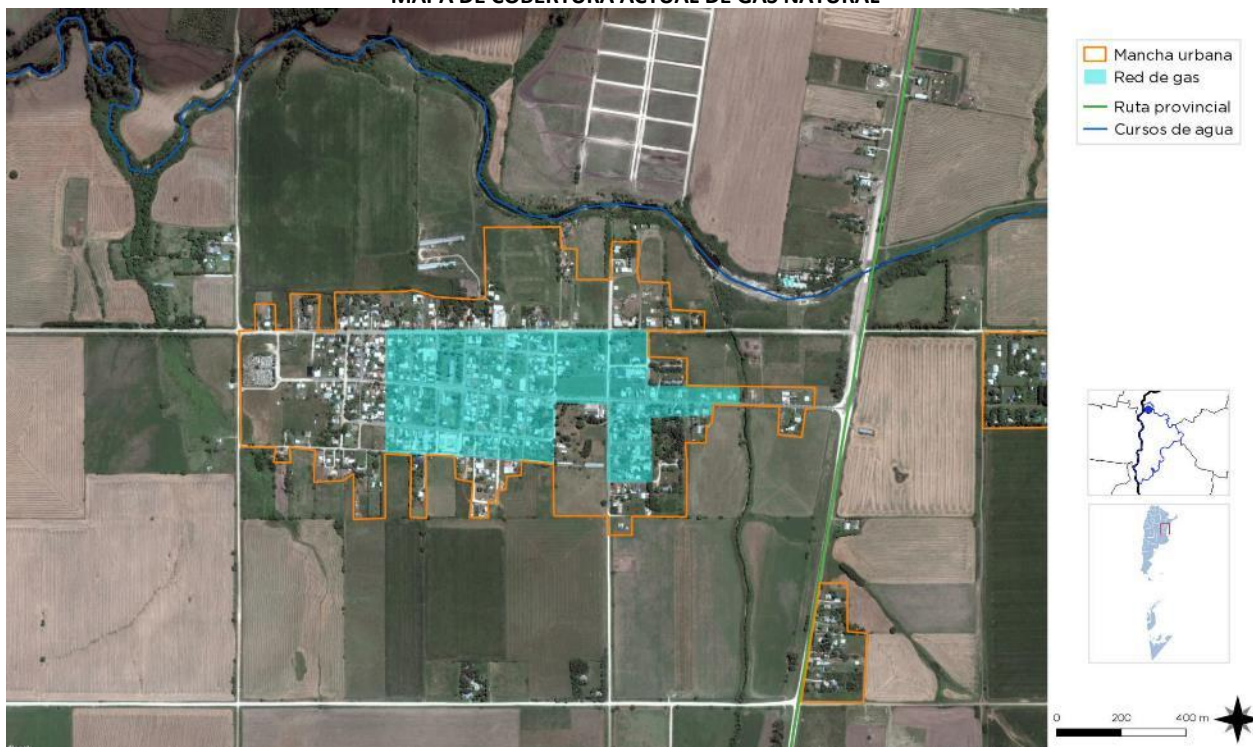 MAPA DE COBERTURA ACTUAL DE GAS NATURAL
Mancha urbana
Red de gas
Ruta provincial
Cursos de agua
0 200 400 m